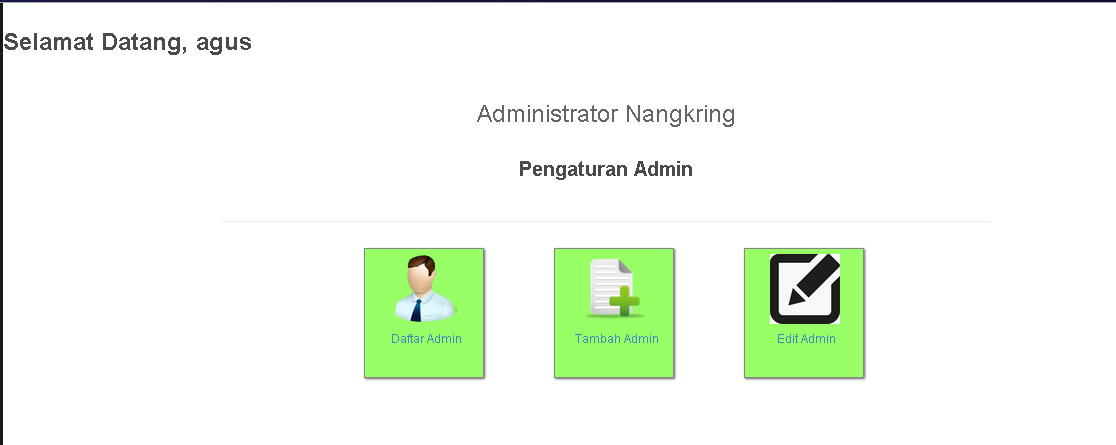 Selamat Datang, agus
Administrator Nangkring
Pengaturan Admin
Daftar Admin
Tambah Admin
Edit Admin